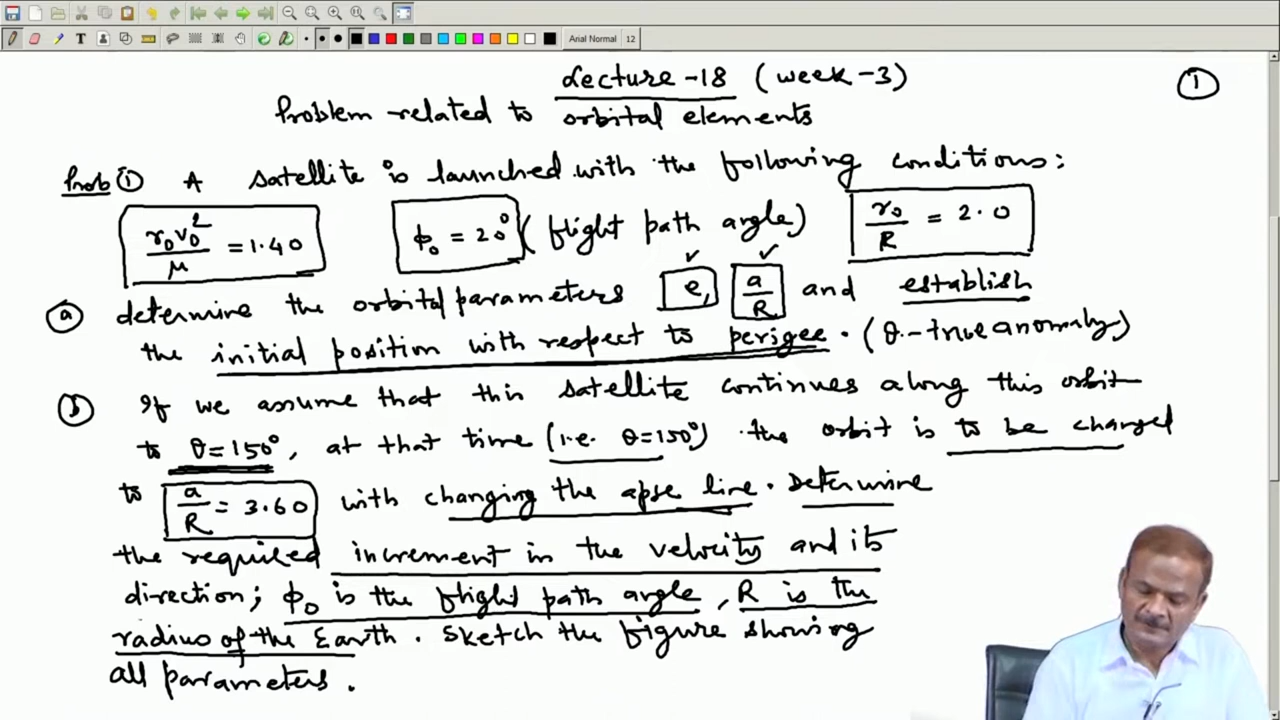 Arial Normal 12
Lecture-18 (week-3)
①
Problem related to orbital elements
Prob ① A satellite is launched with the following conditions:
r₀v₀²/μ = 1.40 ϕ₀ = 20° (flight path angle) r₀/R = 2.0
ⓐ determine the orbital parameters e, a/R and establish
the initial position with respect to perigee. (θ - true anomaly)
ⓑ If we assume that this satellite continues along this orbit
to θ = 150°, at that time (i.e. θ=150°) the orbit is to be changed
to a/R = 3.60 with changing the apse line. Determine
the required increment in the velocity and its
direction; ϕ₀ is the flight path angle, R is the
radius of the Earth. Sketch the figure showing
all parameters.